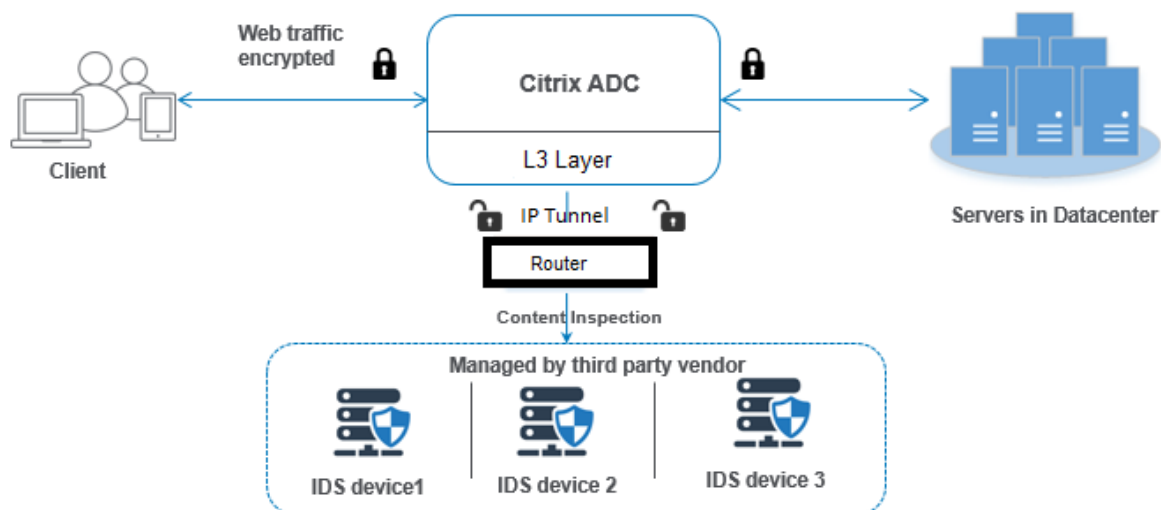 Web traffic
encrypted
Citrix ADC
L3 Layer
Client
Servers in Datacenter
IP Tunnel
Router
Content Inspection
Managed by third party vendor
IDS device1
IDS device 2
IDS device 3